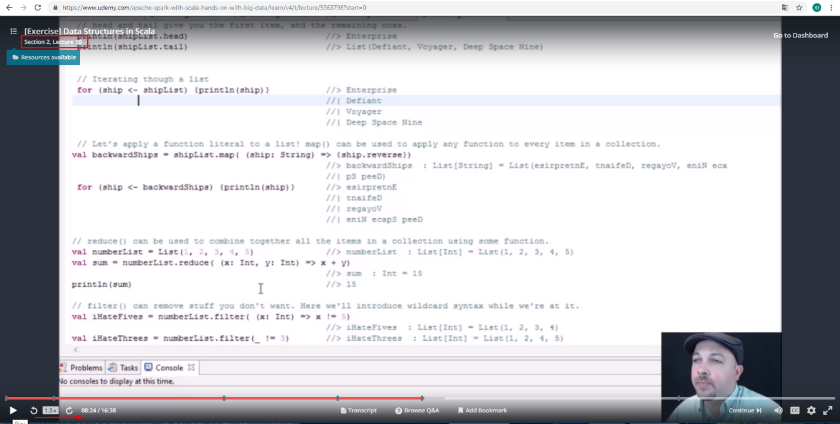 https://www.udemy.com/apache-spark-with-scala-hands-on-with-big-data/learn/v4/t/lecture/5363798?start=0
[Exercise] Data Structures in Scala
Section 2, Lecture 10
Go to Dashboard
Resources available
// head and tail give you the first item, and the remaining ones.
println(shipList.head) //> Enterprise
println(shipList.tail) //> List(Defiant, Voyager, Deep Space Nine)
// Iterating though a list
for (ship <- shipList) {println(ship)} //> Enterprise
//| Defiant
//| Voyager
//| Deep Space Nine
// Let's apply a function literal to a list! map() can be used to apply any function to every item in a collection.
val backwardShips = shipList.map( (ship: String) => {ship.reverse})
//> backwardShips : List[String] = List(esirpretnE, tnaifeD, regayoV, eniN eca
//| pS peeD)
for (ship <- backwardShips) {println(ship)} //> esirpretnE
//| tnaifeD
//| regayoV
//| eniN ecapS peeD
// reduce() can be used to combine together all the items in a collection using some function.
val numberList = List(1, 2, 3, 4, 5) //> numberList : List[Int] = List(1, 2, 3, 4, 5)
val sum = numberList.reduce( (x: Int, y: Int) => x + y)
//> sum : Int = 15
println(sum) //> 15
// filter() can remove stuff you don't want. Here we'll introduce wildcard syntax while we're at it.
val iHateFives = numberList.filter( (x: Int) => x != 5)
//> iHateFives : List[Int] = List(1, 2, 3, 4)
val iHateThrees = numberList.filter(_ != 3) //> iHateThrees : List[Int] = List(1, 2, 4, 5)
Problems Tasks Console
No consoles to display at this time.
1.5x 08:24 / 16:38 Transcript Browse Q&A Add Bookmark Continue
Play